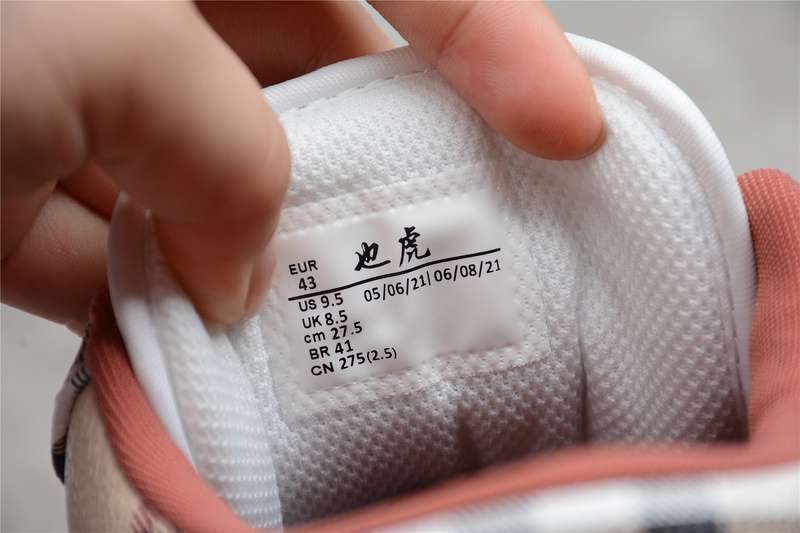 EUR 也虎
43
US 9.5 05/06/21| 06/08/21
UK 8.5
cm 27.5
BR 41
CN 275(2.5)